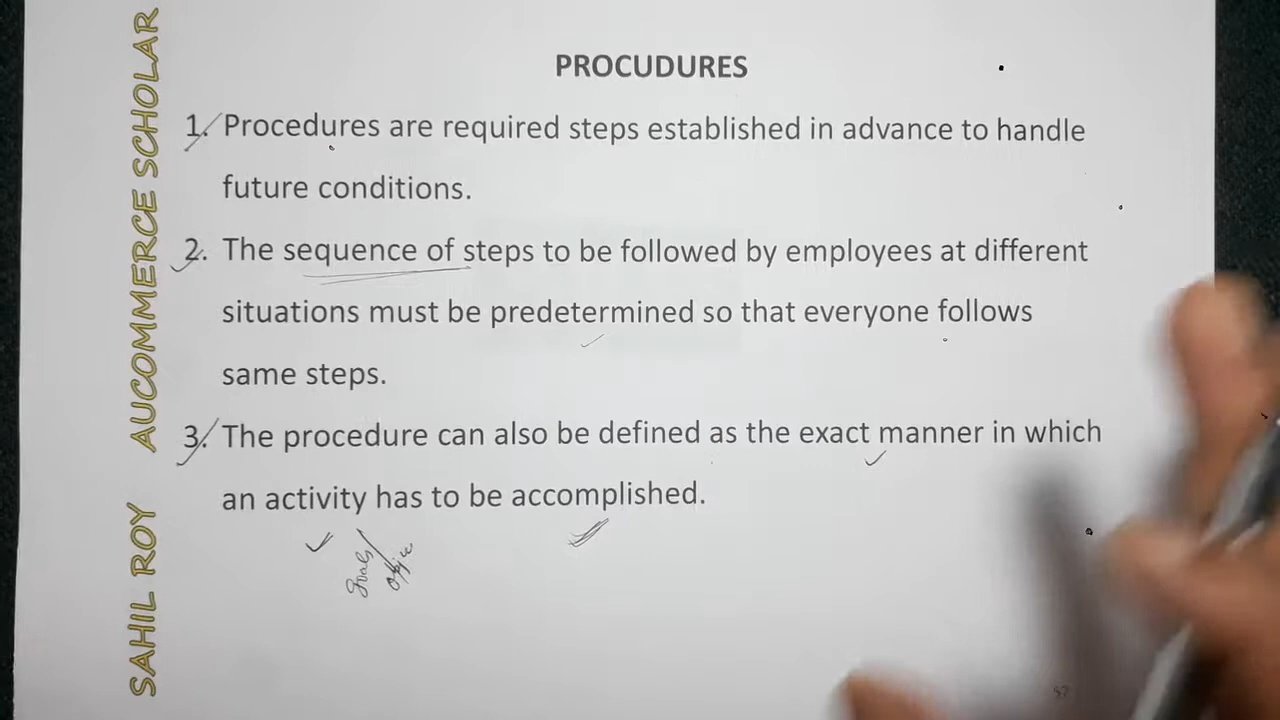 PROCUDURES
1. Procedures are required steps established in advance to handle
future conditions.
2. The sequence of steps to be followed by employees at different
situations must be predetermined so that everyone follows
same steps.
3. The procedure can also be defined as the exact manner in which
an activity has to be accomplished.
Goals/
SAHIL ROY AUCOMMERCE SCHOLAR